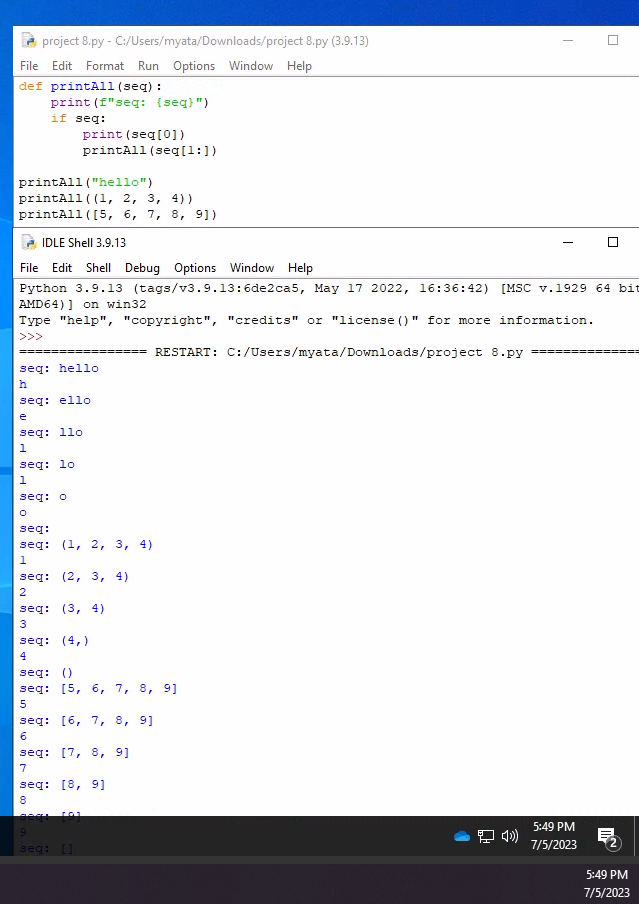 project 8.py - C:/Users/myata/Downloads/project 8.py (3.9.13)
File Edit Format Run Options Window Help
def printAll(seq):
    print(f"seq: {seq}")
    if seq:
        print(seq[0])
        printAll(seq[1:])
printAll("hello")
printAll((1, 2, 3, 4))
printAll([5, 6, 7, 8, 9])
IDLE Shell 3.9.13
File Edit Shell Debug Options Window Help
Python 3.9.13 (tags/v3.9.13:6de2ca5, May 17 2022, 16:36:42) [MSC v.1929 64 bit
AMD64)] on win32
Type "help", "copyright", "credits" or "license()" for more information.
>>>
================ RESTART: C:/Users/myata/Downloads/project 8.py ==============
seq: hello
h
seq: ello
e
seq: llo
l
seq: lo
l
seq: o
o
seq:
seq: (1, 2, 3, 4)
1
seq: (2, 3, 4)
2
seq: (3, 4)
3
seq: (4,)
4
seq: ()
seq: [5, 6, 7, 8, 9]
5
seq: [6, 7, 8, 9]
6
seq: [7, 8, 9]
7
seq: [8, 9]
8
seq: [9]
9
seq: []
5:49 PM
7/5/2023
2
5:49 PM
7/5/2023